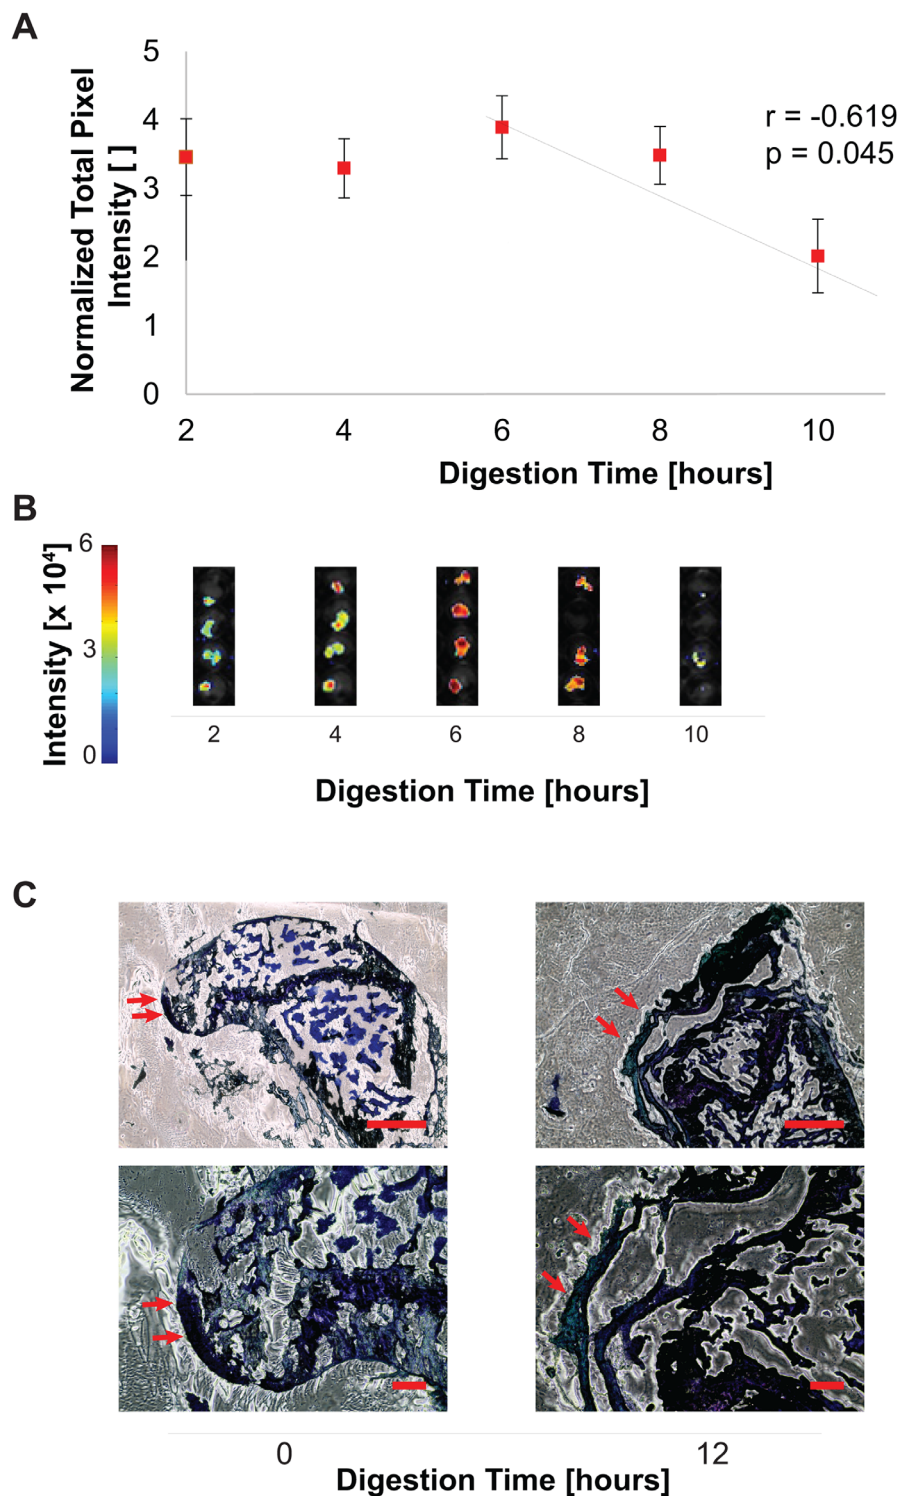 A
Normalized Total Pixel
Intensity [ ]
5
4
3
2
1
0
r = -0.619
p = 0.045
2 4 6 8 10
Digestion Time [hours]
B
Intensity [x 10⁴]
6
3
0
2 4 6 8 10
Digestion Time [hours]
C
0 12
Digestion Time [hours]